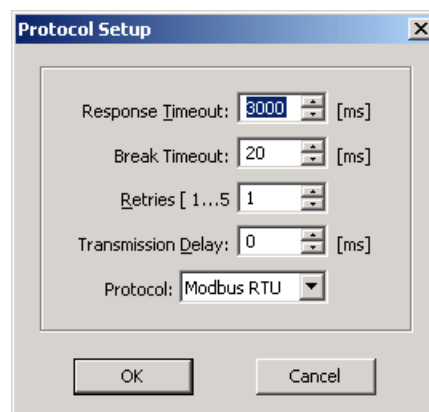 Protocol Setup
Response Timeout: 3000 [ms]
Break Timeout: 20 [ms]
Retries [ 1...5 1
Transmission Delay: 0 [ms]
Protocol: Modbus RTU
OK Cancel